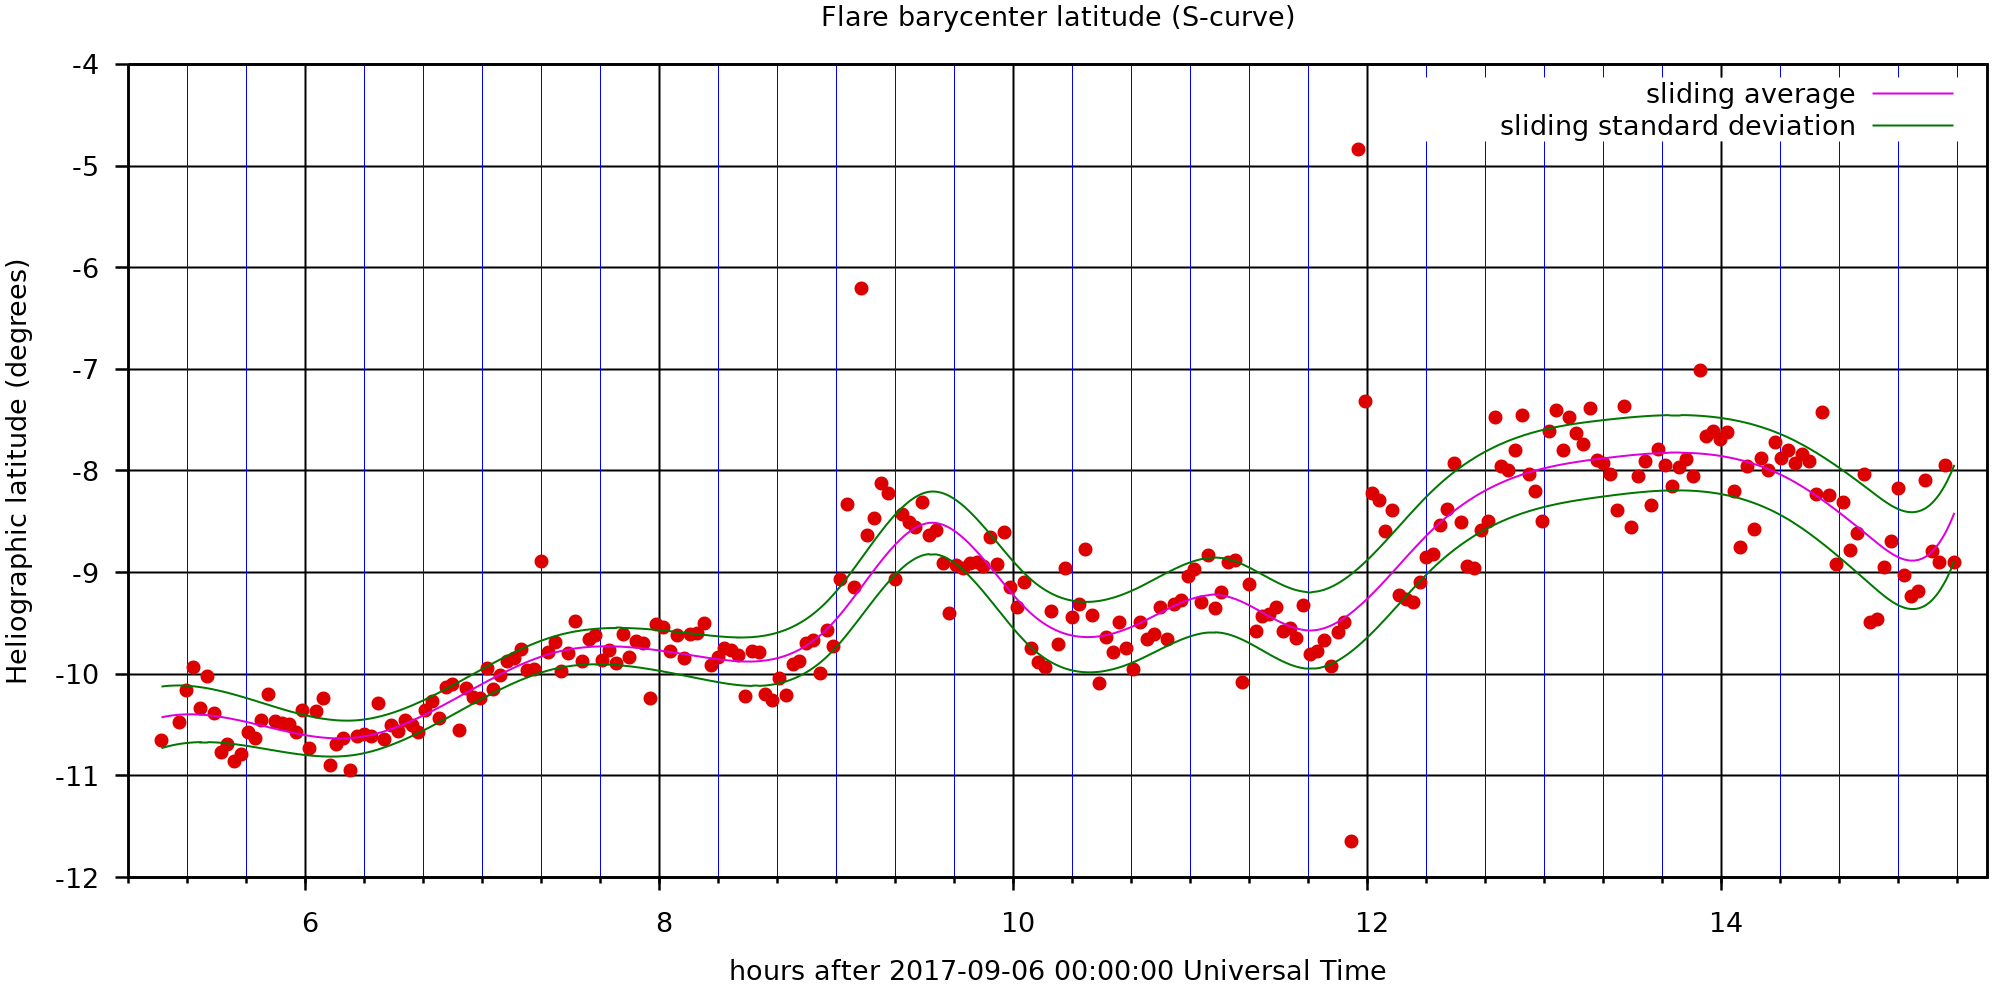 Flare barycenter latitude (S-curve)
sliding average
sliding standard deviation
Heliographic latitude (degrees)
-4
-5
-6
-7
-8
-9
-10
-11
-12
6 8 10 12 14
hours after 2017-09-06 00:00:00 Universal Time